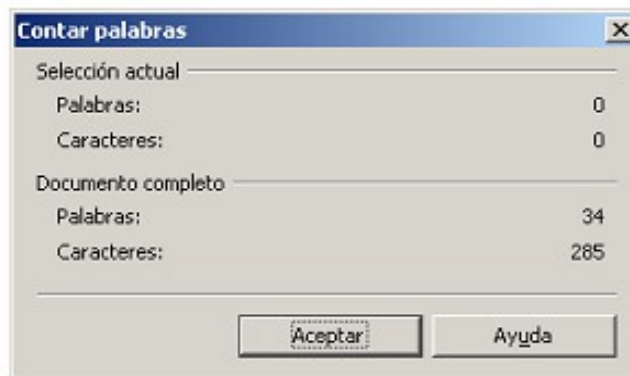 Contar palabras
Selección actual
Palabras: 0
Caracteres: 0
Documento completo
Palabras: 34
Caracteres: 285
Aceptar Ayuda